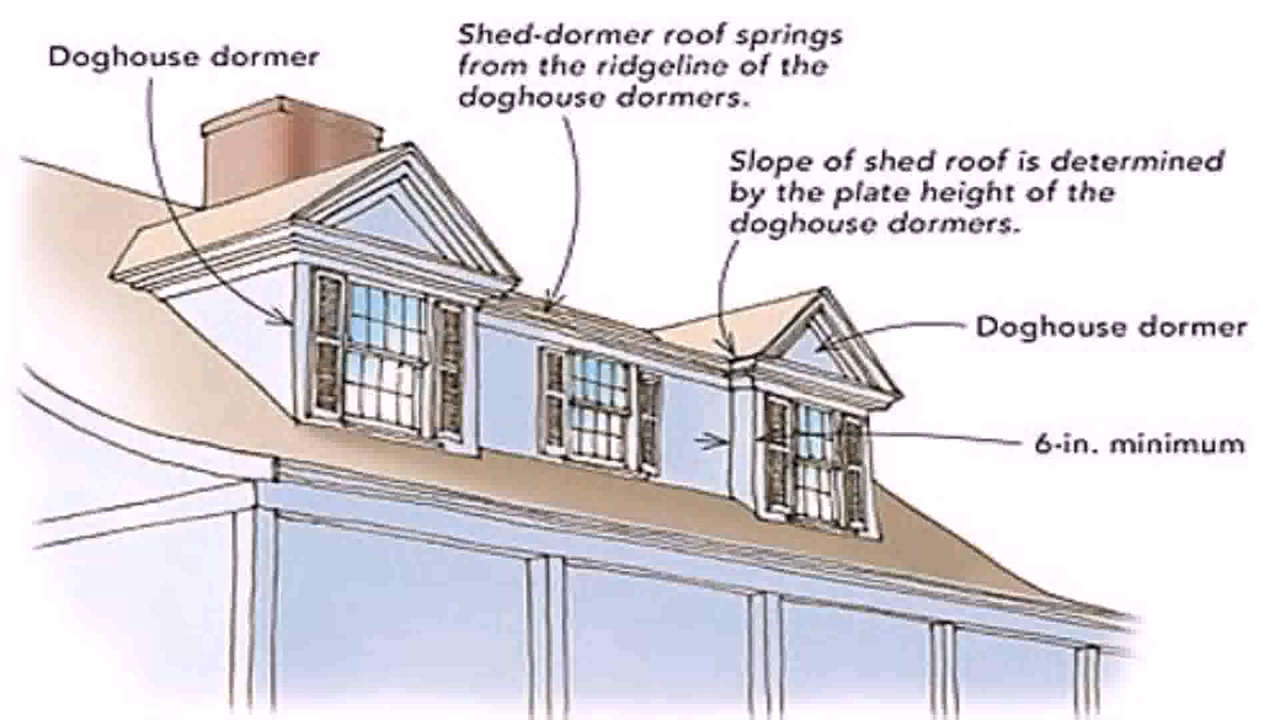 Doghouse dormer
Shed-dormer roof springs
from the ridgeline of the
doghouse dormers.
Slope of shed roof is determined
by the plate height of the
doghouse dormers.
Doghouse dormer
6-in. minimum